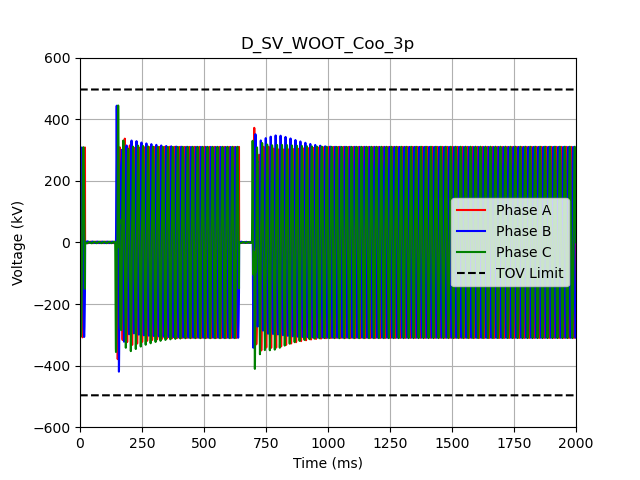 D_SV_WOOT_Coo_3p
600
400
200
0
−200
−400
−600
Voltage (kV)
Phase A
Phase B
Phase C
TOV Limit
0 250 500 750 1000 1250 1500 1750 2000
Time (ms)